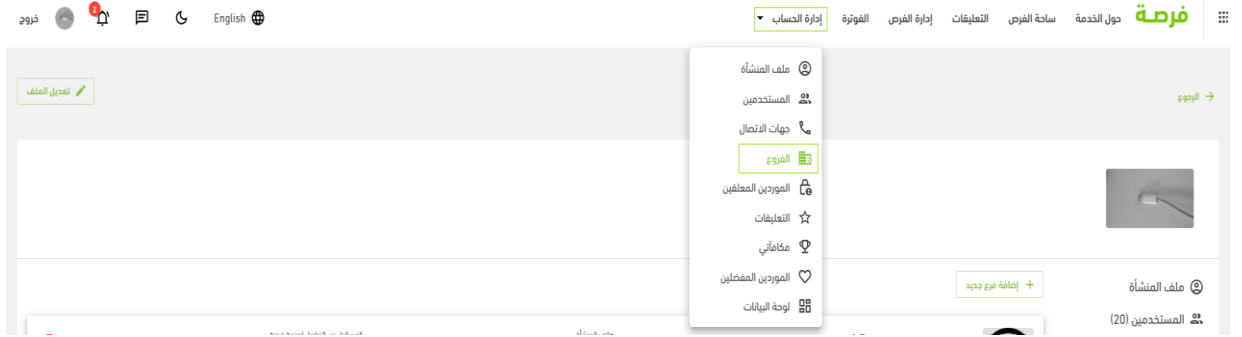 فرصة حول الخدمة ساحة الفرص التعليقات إدارة الفرص الفوترة إدارة الحساب English 2 خروج
ملف المنشأة
المستخدمين
جهات الاتصال
الفروع
الموردين المعلقين
التعليقات
مكافآتي
الموردين المفضلين
لوحة البيانات
الرجوع
تعديل الملف
ملف المنشأة
المستخدمين (20)
+ إضافة فرع جديد